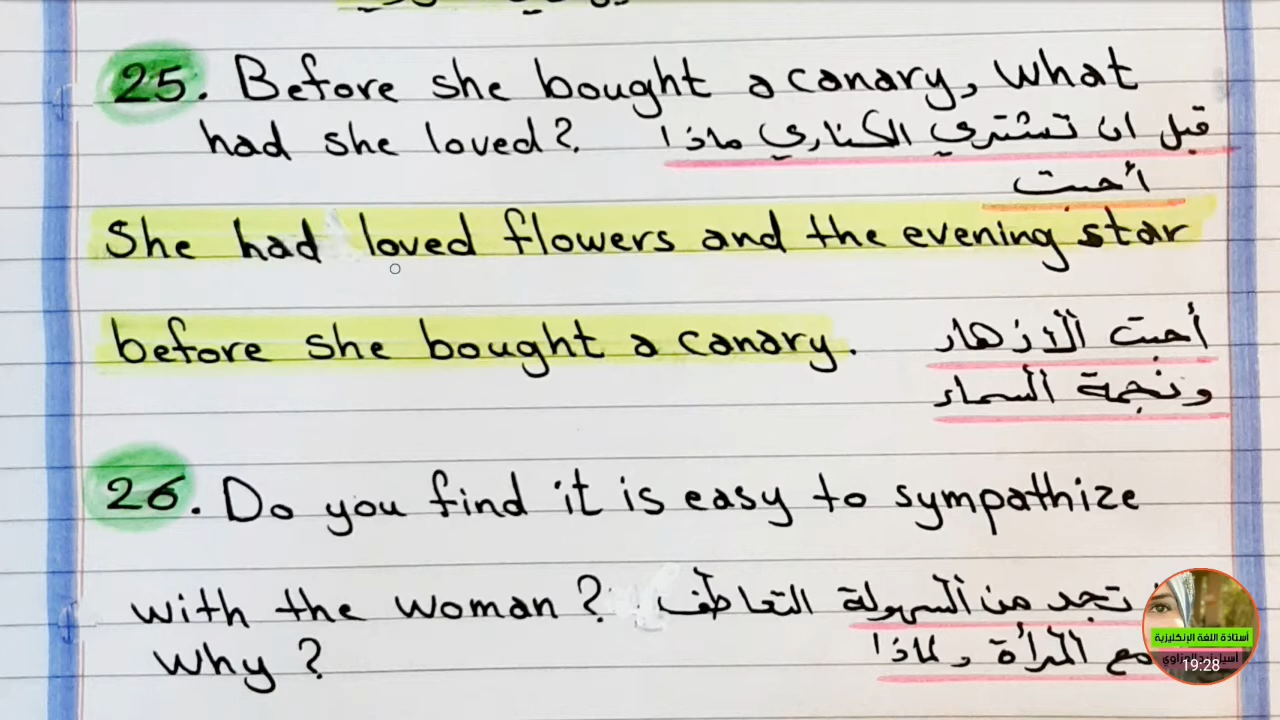 25. Before she bought a canary, what
had she loved? قبل ان تشتري الكناري ماذا
أحبت
She had loved flowers and the evening star
before she bought a canary. أحبت الازهار
ونجمة السماء
26. Do you find it is easy to sympathize
with the woman? تجد من السهولة التعاطف
Why? مع المرأة ولماذا
أستاذة اللغة الإنكليزية
19:28